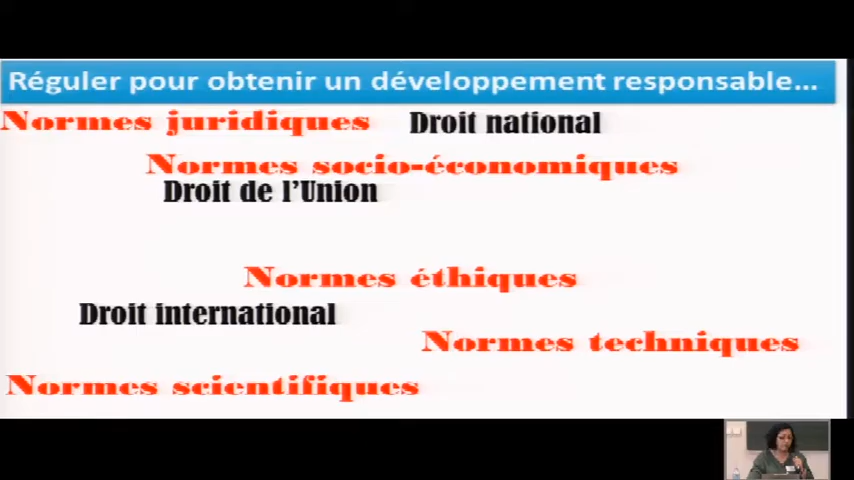 Réguler pour obtenir un développement responsable...
Normes juridiques Droit national
Normes socio-économiques
Droit de l’Union
Normes éthiques
Droit international
Normes techniques
Normes scientifiques